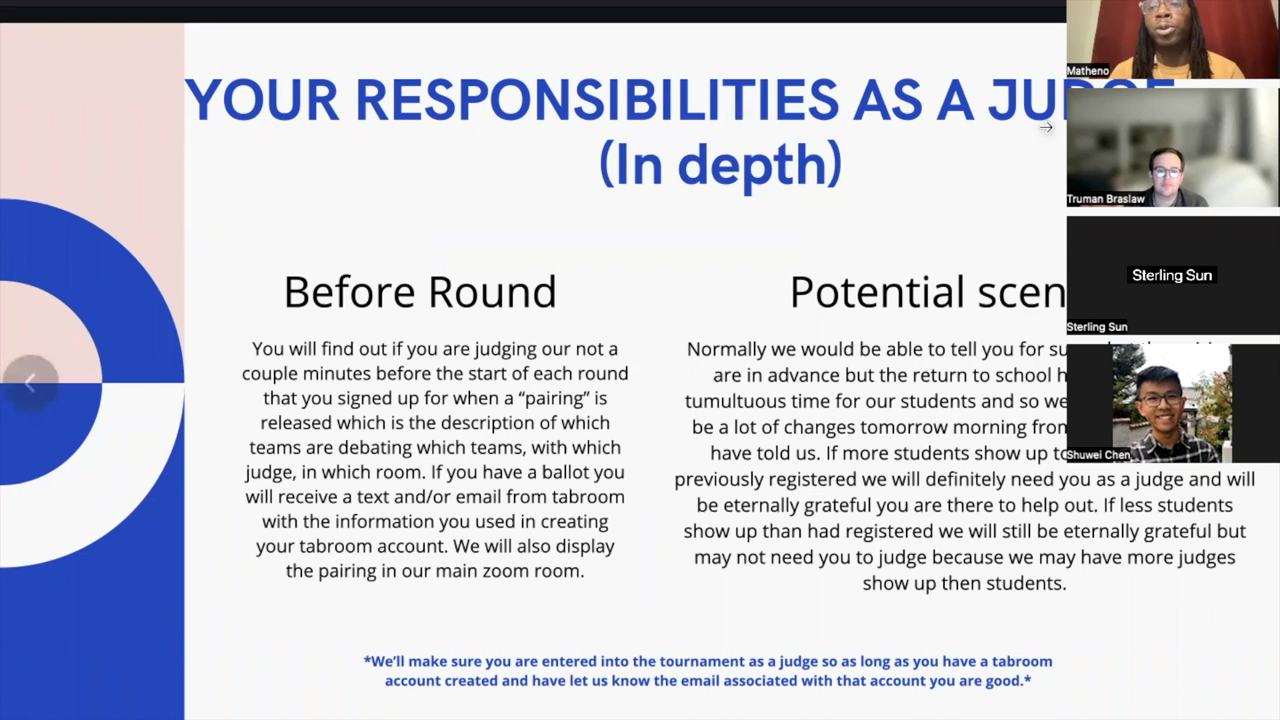 YOUR RESPONSIBILITIES AS A JUDGE
(In depth)
Before Round
You will find out if you are judging our not a
couple minutes before the start of each round
that you signed up for when a “pairing” is
released which is the description of which
teams are debating which teams, with which
judge, in which room. If you have a ballot you
will receive a text and/or email from tabroom
with the information you used in creating
your tabroom account. We will also display
the pairing in our main zoom room.
Potential scen
Normally we would be able to tell you for su
are in advance but the return to school h
tumultuous time for our students and so we
be a lot of changes tomorrow morning from
have told us. If more students show up to
previously registered we will definitely need you as a judge and will
be eternally grateful you are there to help out. If less students
show up than had registered we will still be eternally grateful but
may not need you to judge because we may have more judges
show up then students.
*We’ll make sure you are entered into the tournament as a judge so as long as you have a tabroom
account created and have let us know the email associated with that account you are good.*
Matheno
Truman Braslaw
Sterling Sun
Sterling Sun
Shuwei Chen